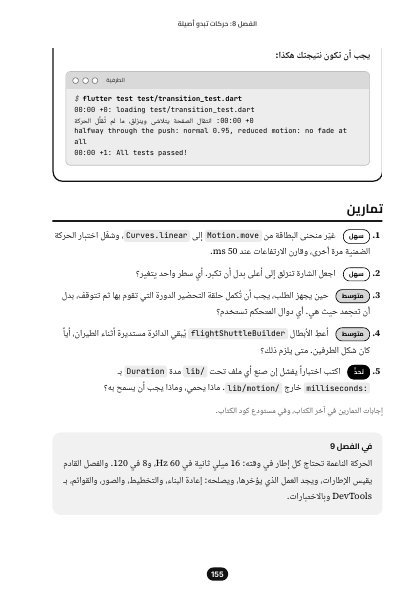 الفصل 8: حركات تبدو أصيلة
يجب أن تكون نتيجتك هكذا:
الطرفية
$ flutter test test/transition_test.dart
00:00 +0: loading test/transition_test.dart
00:00 +0: انتقال الصفحة يتلاشى وينزلق، ما لم تُقلَّل الحركة
halfway through the push: normal 0.95, reduced motion: no fade at
all
00:00 +1: All tests passed!
تمارين
1. سهل غيّر منحنى البطاقة من Motion.move إلى Curves.linear، وشغّل اختبار الحركة
الضمنية مرة أخرى، وقارن الارتفاعات عند 50 ms.
2. سهل اجعل الشارة تنزلق إلى أعلى بدل أن تكبر. أي سطر واحد يتغير؟
3. متوسط حين يجهز الطلب، يجب أن تُكمل حلقة التحضير الدورة التي تقوم بها ثم تتوقف، بدل
أن تتجمد حيث هي. أي دوال المتحكم تستخدم؟
4. متوسط أعطِ الأبطال flightShuttleBuilder يُبقي الدائرة مستديرة أثناء الطيران، أياً
كان شكل الطرفين. متى يلزم ذلك؟
5. تحدٍّ اكتب اختباراً يفشل إن صنع أي ملف تحت lib/ مدة Duration بـ
milliseconds: خارج lib/motion/. ماذا يحمي، وماذا يجب أن يسمح به؟
إجابات التمارين في آخر الكتاب، وفي مستودع كود الكتاب.
في الفصل 9
الحركة الناعمة تحتاج كل إطار في وقته: 16 ميلي ثانية في 60 Hz، و8 في 120. والفصل القادم
يقيس الإطارات، ويجد العمل الذي يؤخرها، ويصلحه: إعادة البناء، والتخطيط، والصور، والقوائم، بـ
DevTools وبالاختبارات.
155